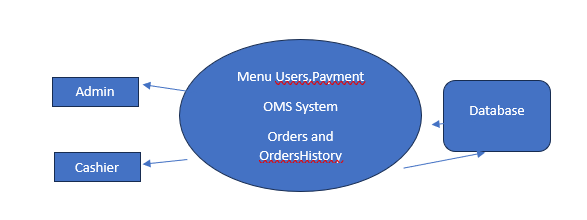 Menu Users,Payment
Admin
OMS System
Database
Orders and
OrdersHistory
Cashier